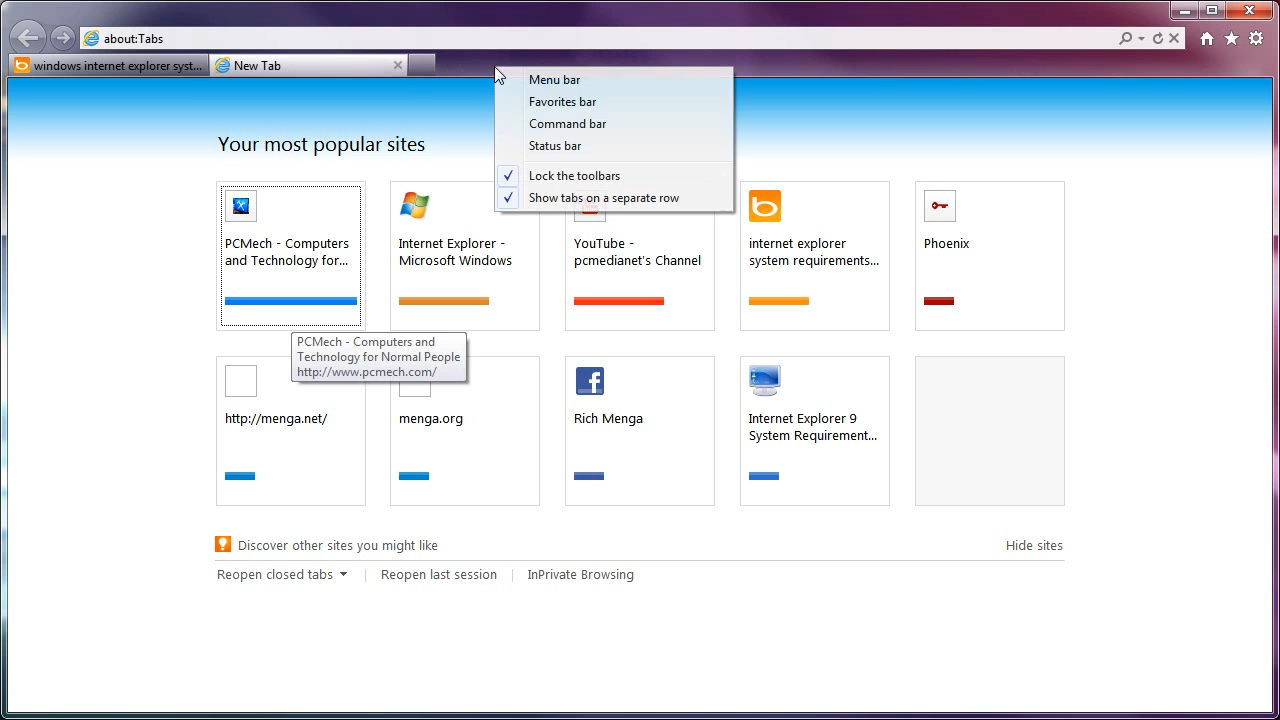 about:Tabs
windows internet explorer syst...
New Tab
Menu bar
Favorites bar
Command bar
Status bar
Lock the toolbars
Show tabs on a separate row
Your most popular sites
PCMech - Computers
and Technology for...
Internet Explorer -
Microsoft Windows
YouTube -
pcmedianet's Channel
internet explorer
system requirements...
Phoenix
PCMech - Computers and
Technology for Normal People
http://www.pcmech.com/
http://menga.net/
menga.org
Rich Menga
Internet Explorer 9
System Requirement...
Discover other sites you might like
Hide sites
Reopen closed tabs
Reopen last session
InPrivate Browsing